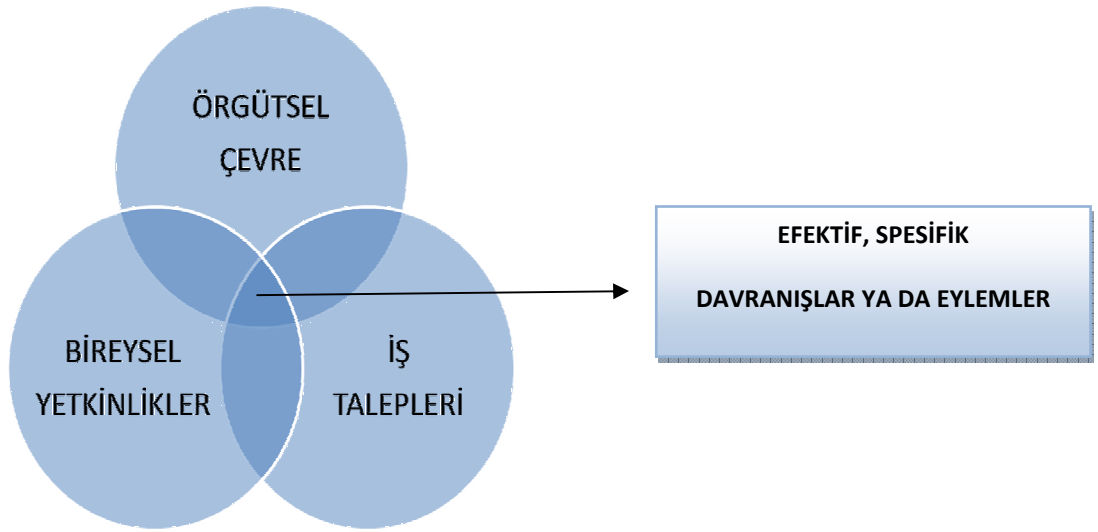 ÖRGÜTSEL
ÇEVRE
BİREYSEL
YETKİNLİKLER
İŞ
TALEPLERİ
EFEKTİF, SPESİFİK
DAVRANIŞLAR YA DA EYLEMLER